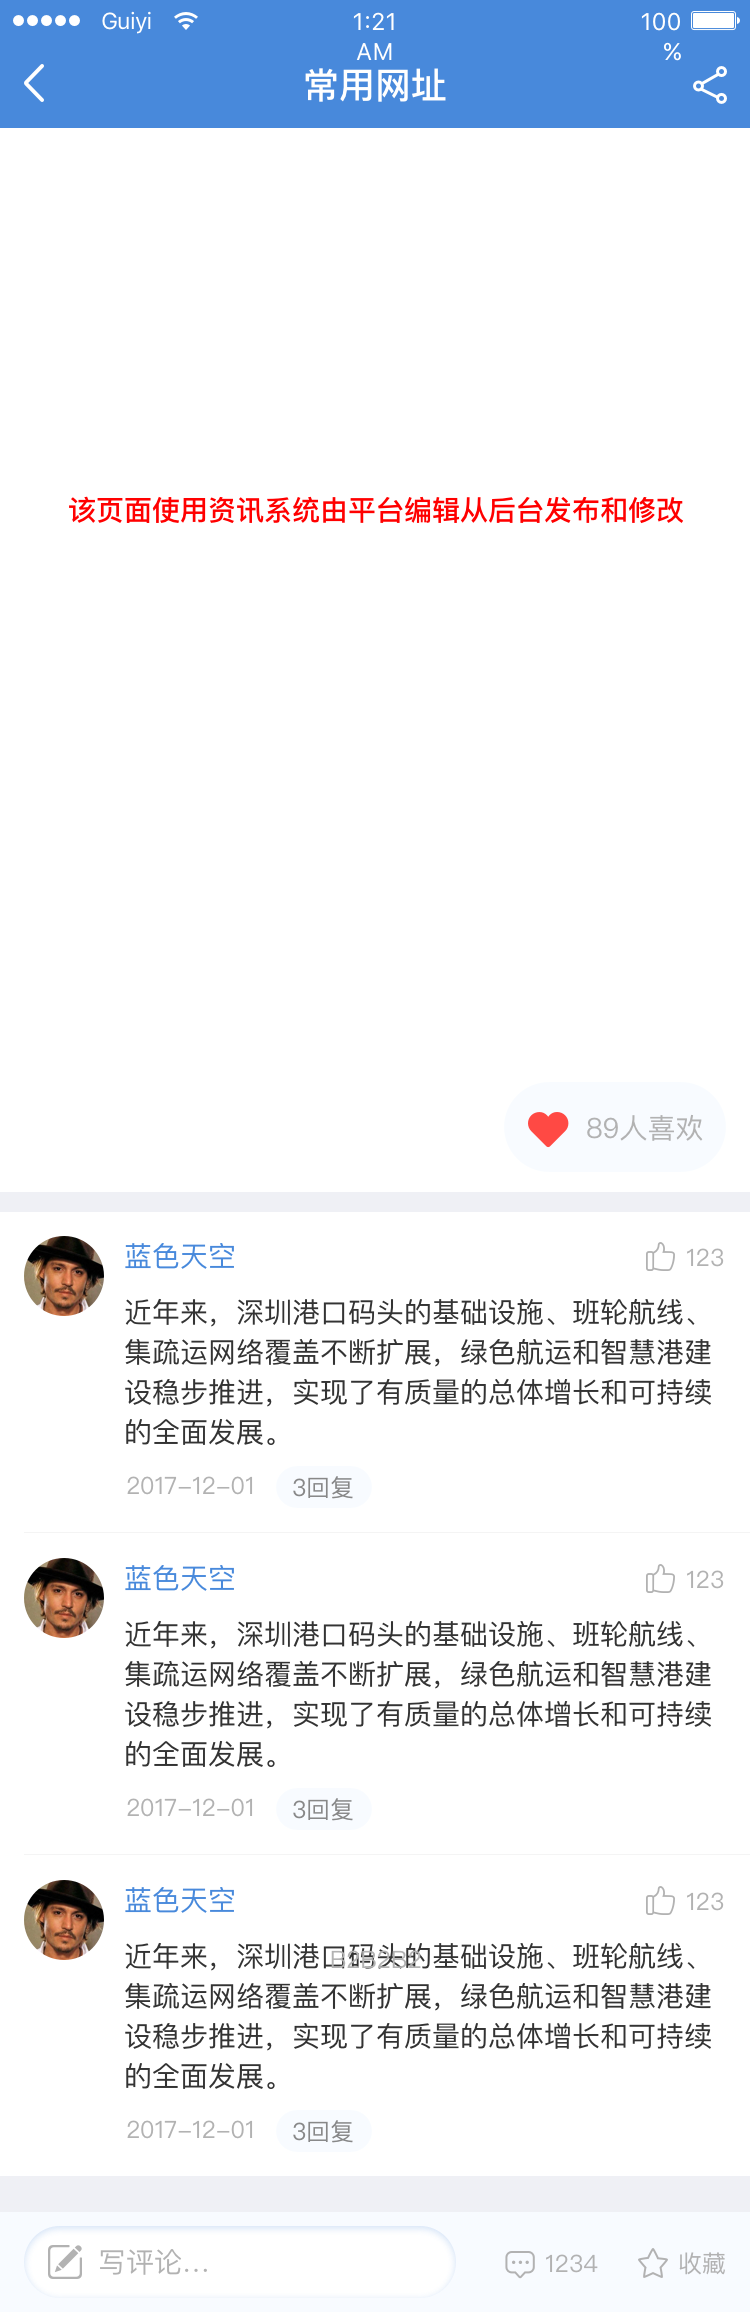 Guiyi
1:21 AM
100 %
常用网址
该页面使用资讯系统由平台编辑从后台发布和修改
89人喜欢
蓝色天空
123
近年来，深圳港口码头的基础设施、班轮航线、
集疏运网络覆盖不断扩展，绿色航运和智慧港建
设稳步推进，实现了有质量的总体增长和可持续
的全面发展。
2017-12-01
3回复
蓝色天空
123
近年来，深圳港口码头的基础设施、班轮航线、
集疏运网络覆盖不断扩展，绿色航运和智慧港建
设稳步推进，实现了有质量的总体增长和可持续
的全面发展。
2017-12-01
3回复
蓝色天空
123
近年来，深圳港口码头的基础设施、班轮航线、
B2B2B2
集疏运网络覆盖不断扩展，绿色航运和智慧港建
设稳步推进，实现了有质量的总体增长和可持续
的全面发展。
2017-12-01
3回复
写评论...
1234
收藏